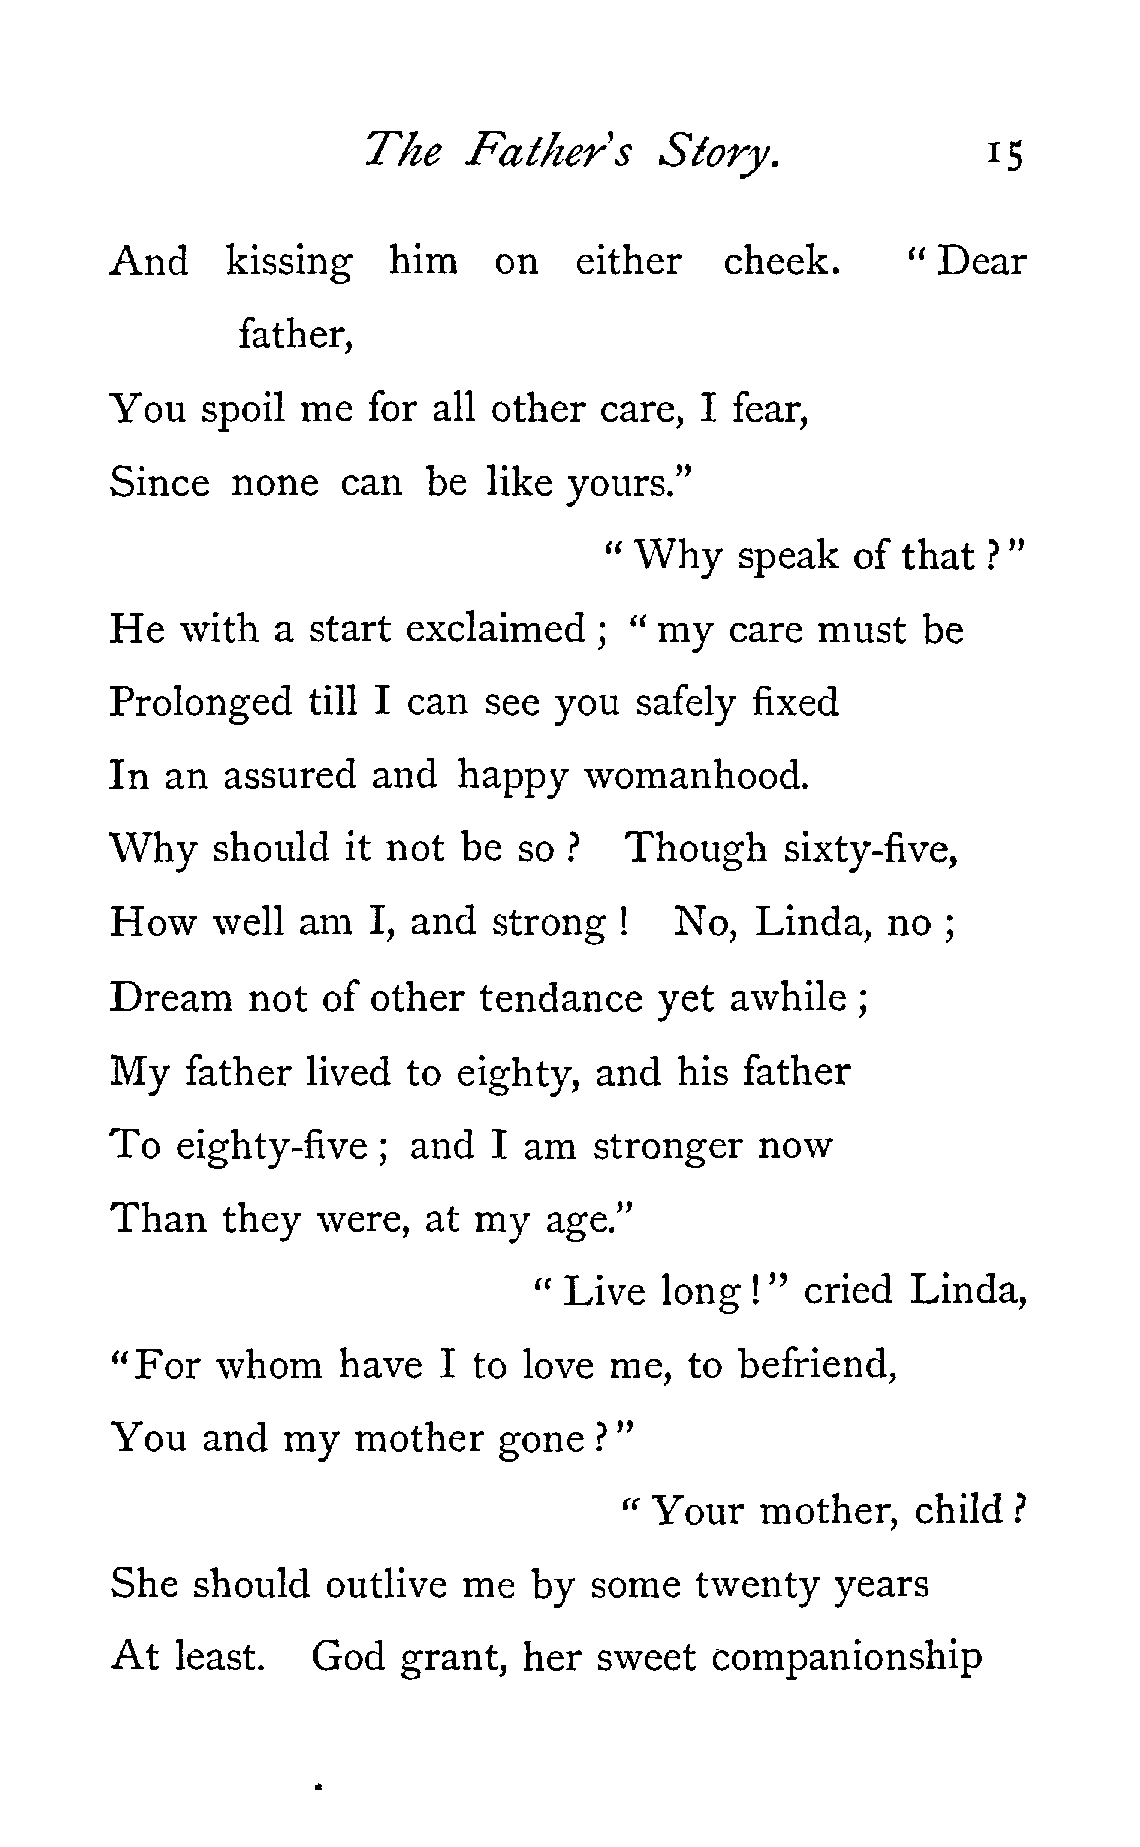 The Father's Story. 15
And kissing him on either cheek. “Dear
father,
You spoil me for all other care, I fear,
Since none can be like yours.”
“Why speak of that ?”
He with a start exclaimed ; “my care must be
Prolonged till I can see you safely fixed
In an assured and happy womanhood.
Why should it not be so ? Though sixty-five,
How well am I, and strong ! No, Linda, no ;
Dream not of other tendance yet awhile ;
My father lived to eighty, and his father
To eighty-five ; and I am stronger now
Than they were, at my age.”
“Live long !” cried Linda,
“For whom have I to love me, to befriend,
You and my mother gone ?”
“Your mother, child ?
She should outlive me by some twenty years
At least. God grant, her sweet companionship